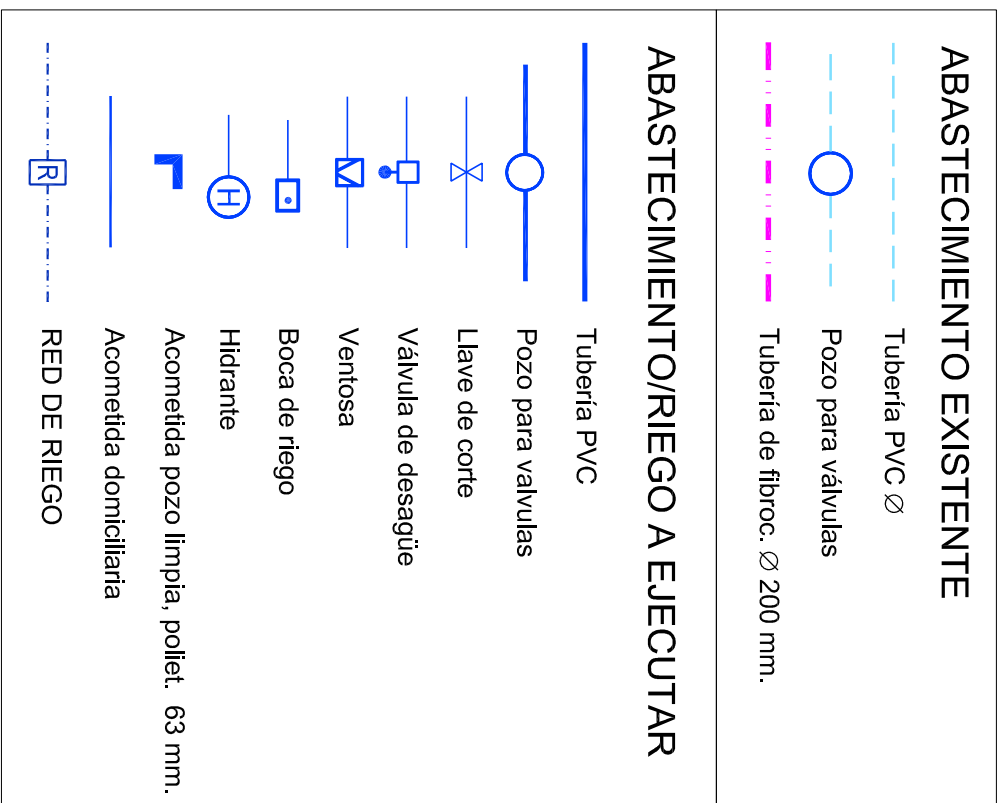 ABASTECIMIENTO EXISTENTE
Tubería PVC Ø
Pozo para válvulas
Tubería de fibroc. Ø 200 mm.
ABASTECIMIENTO/RIEGO A EJECUTAR
Tubería PVC
Pozo para valvulas
Llave de corte
Válvula de desagüe
Ventosa
Boca de riego
H Hidrante
Acometida pozo limpia, poliet. 63 mm.
Acometida domiciliaria
R RED DE RIEGO